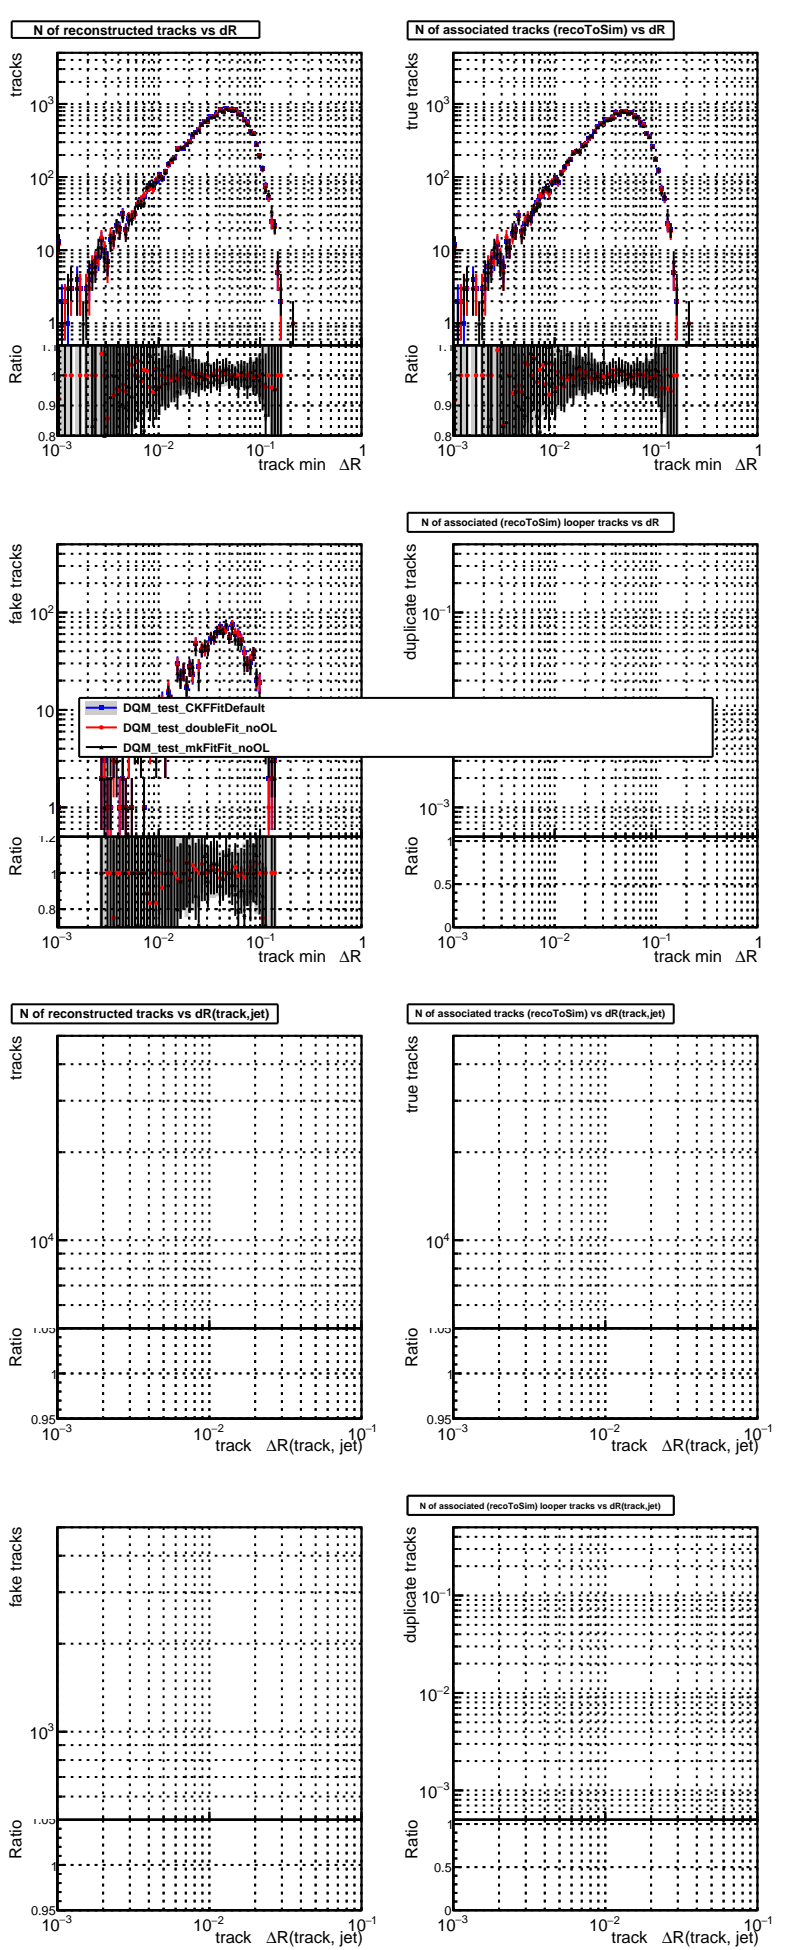 N of reconstructed tracks vs dR
tracks
10³
10²
10
1
Ratio
1
0.9
0.8
10⁻³ 10⁻² 10⁻¹ 1
track min ΔR
N of associated tracks (recoToSim) vs dR
true tracks
10³
10²
10
1
Ratio
1
0.9
0.8
10⁻³ 10⁻² 10⁻¹ 1
track min ΔR
fake tracks
10²
10
1
Ratio
1.2
1
0.8
10⁻³ 10⁻² 10⁻¹ 1
track min ΔR
N of associated (recoToSim) looper tracks vs dR
duplicate tracks
10⁻¹
10⁻³
Ratio
1
0.5
0
10⁻³ 10⁻² 10⁻¹ 1
track min ΔR
DQM_test_CKFFitDefault
DQM_test_doubleFit_noOL
DQM_test_mkFitFit_noOL
N of reconstructed tracks vs dR(track,jet)
tracks
10⁴
Ratio
1.05
1
0.95
10⁻³ 10⁻² 10⁻¹
track ΔR(track, jet)
N of associated tracks (recoToSim) vs dR(track,jet)
true tracks
10⁴
Ratio
1.05
1
0.95
10⁻³ 10⁻² 10⁻¹
track ΔR(track, jet)
fake tracks
10³
Ratio
1.05
1
0.95
10⁻³ 10⁻² 10⁻¹
track ΔR(track, jet)
N of associated (recoToSim) looper tracks vs dR(track,jet)
duplicate tracks
10⁻¹
10⁻²
10⁻³
Ratio
1
0.5
0
10⁻³ 10⁻² 10⁻¹
track ΔR(track, jet)